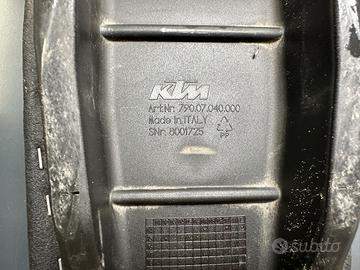 KTM
Art.Nr. 790.07.040.000
Made in ITALY
SNr. 8001725
PP
subito